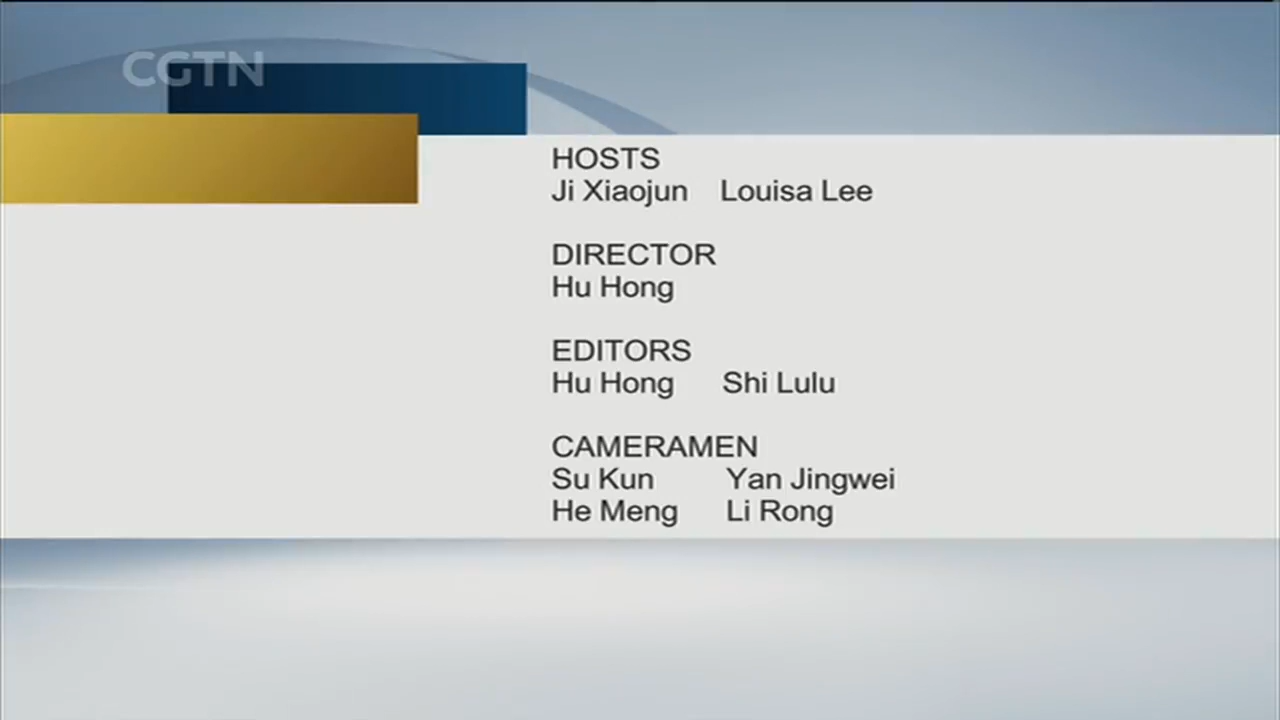 CGTN
HOSTS
Ji Xiaojun Louisa Lee
DIRECTOR
Hu Hong
EDITORS
Hu Hong Shi Lulu
CAMERAMEN
Su Kun Yan Jingwei
He Meng Li Rong